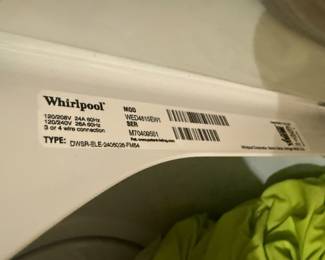 Whirlpool
120/208V 24A 60Hz
120/240V 26A 60Hz
3 or 4 wire connection
TYPE: DWSR-ELE-2406026-FM64
MOD
WED4815EW1
SER
M70409551